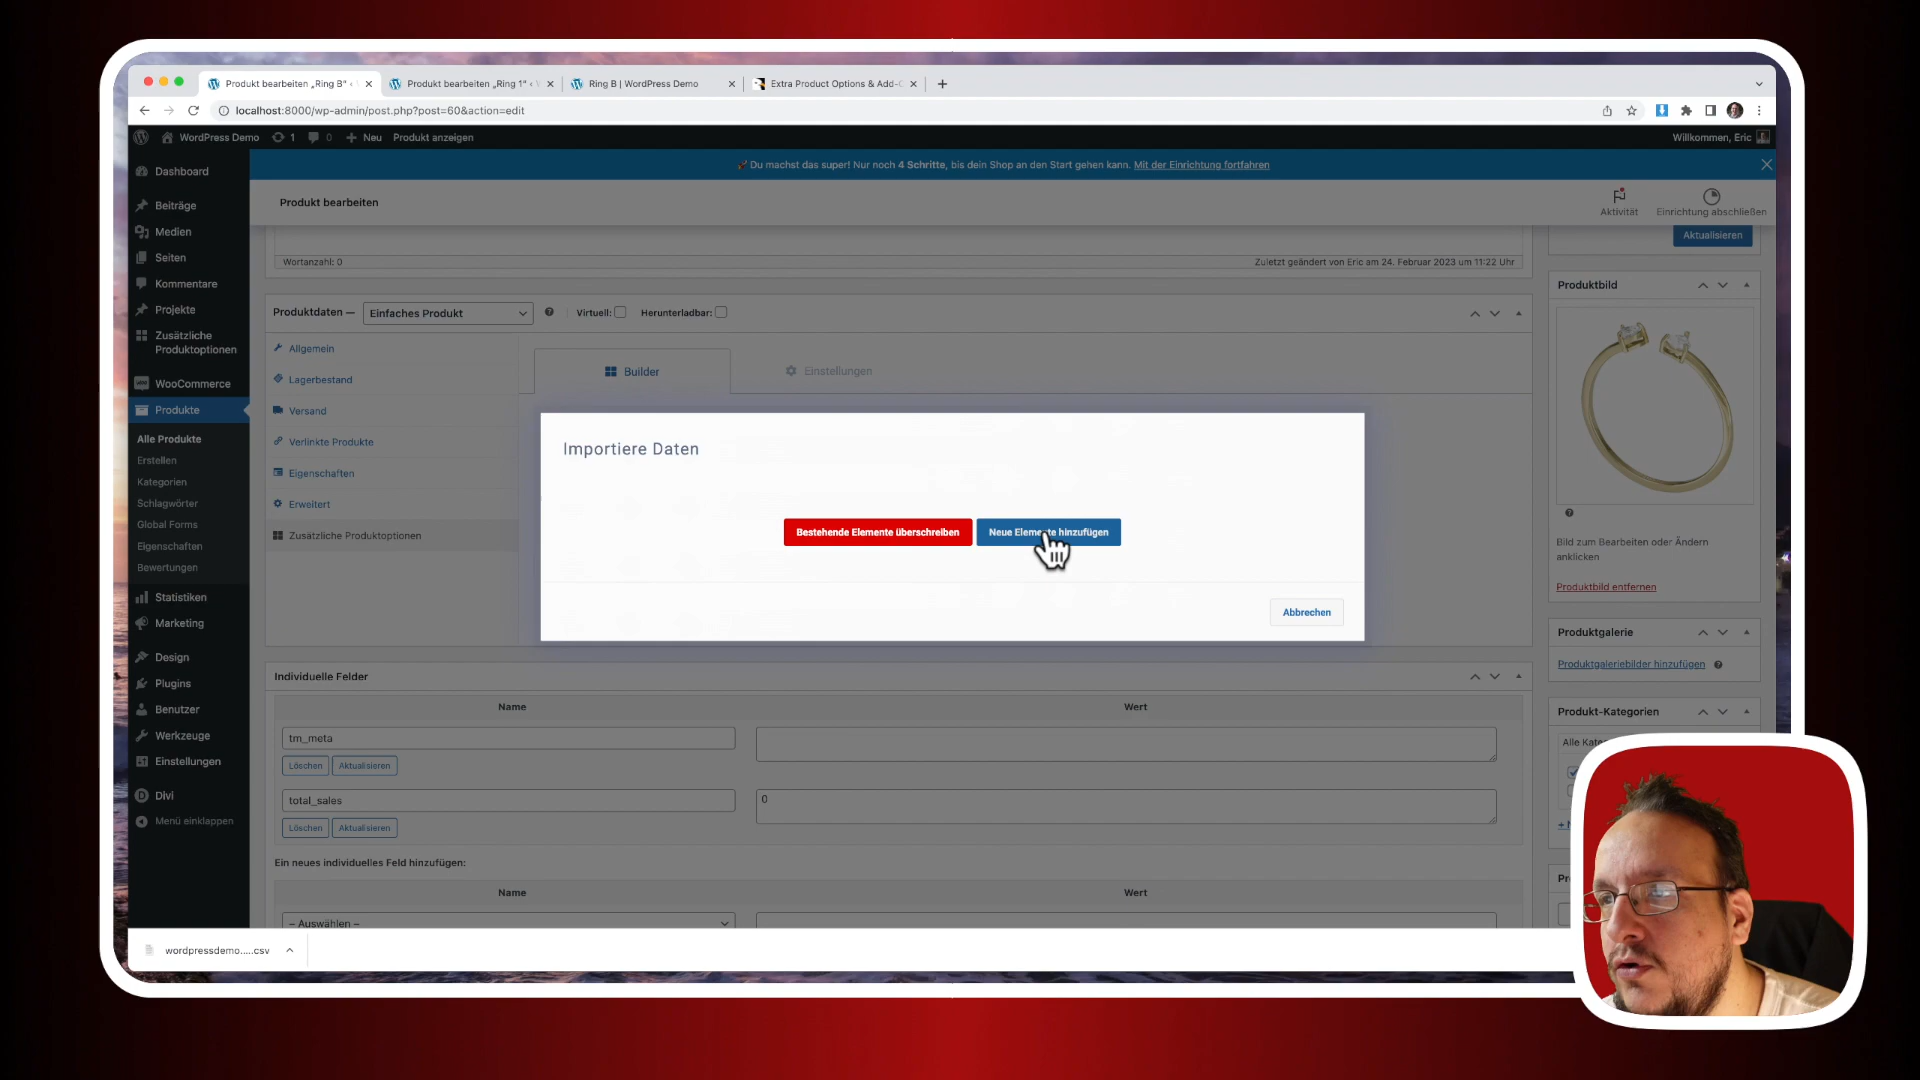 Produkt bearbeiten „Ring B“ ‹
Produkt bearbeiten „Ring 1“ ‹
Ring B | WordPress Demo
Extra Product Options & Add-
localhost:8000/wp-admin/post.php?post=60&action=edit
WordPress Demo
1
0
Neu
Produkt anzeigen
Willkommen, Eric
Du machst das super! Nur noch 4 Schritte, bis dein Shop an den Start gehen kann. Mit der Einrichtung fortfahren
Produkt bearbeiten
Aktivität
Einrichtung abschließen
Dashboard
Beiträge
Medien
Seiten
Kommentare
Projekte
Zusätzliche
Produktoptionen
WooCommerce
Produkte
Alle Produkte
Erstellen
Kategorien
Schlagwörter
Global Forms
Eigenschaften
Bewertungen
Statistiken
Marketing
Design
Plugins
Benutzer
Werkzeuge
Einstellungen
Divi
Menü einklappen
Wortanzahl: 0
Zuletzt geändert von Eric am 24. Februar 2023 um 11:22 Uhr
Produktdaten —
Einfaches Produkt
Virtuell:
Herunterladbar:
Allgemein
Lagerbestand
Versand
Verlinkte Produkte
Eigenschaften
Erweitert
Zusätzliche Produktoptionen
Builder
Einstellungen
Importiere Daten
Bestehende Elemente überschreiben
Neue Elemente hinzufügen
Abbrechen
Individuelle Felder
Name
Wert
tm_meta
Löschen
Aktualisieren
total_sales
0
Löschen
Aktualisieren
Ein neues individuelles Feld hinzufügen:
Name
Wert
– Auswählen –
Aktualisieren
Produktbild
Bild zum Bearbeiten oder Ändern
anklicken
Produktbild entfernen
Produktgalerie
Produktgaleriebilder hinzufügen
Produkt-Kategorien
Alle Kate
wordpressdemo.....csv